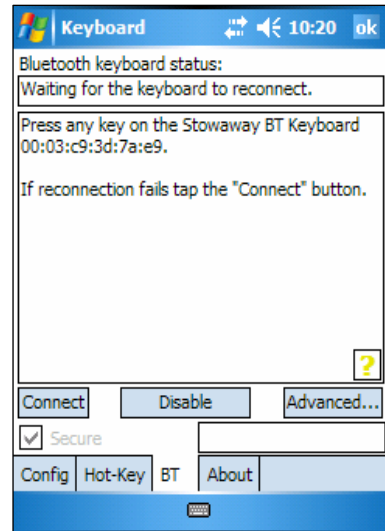 Keyboard 10:20 ok
Bluetooth keyboard status:
Waiting for the keyboard to reconnect.
Press any key on the Stowaway BT Keyboard
00:03:c9:3d:7a:e9.
If reconnection fails tap the "Connect" button.
?
Connect Disable Advanced...
Secure
Config Hot-Key BT About